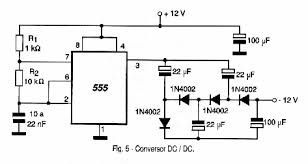 + 12 V
R1
1 kΩ
8
4
100 µF
7
3
R2
10 kΩ
6
555
22 µF
22 µF
1N4002
1N4002
- 12 V
2
1N4002
10 a
22 nF
1N4002
22 µF
100 µF
1
Fig. 5 - Conversor DC / DC.